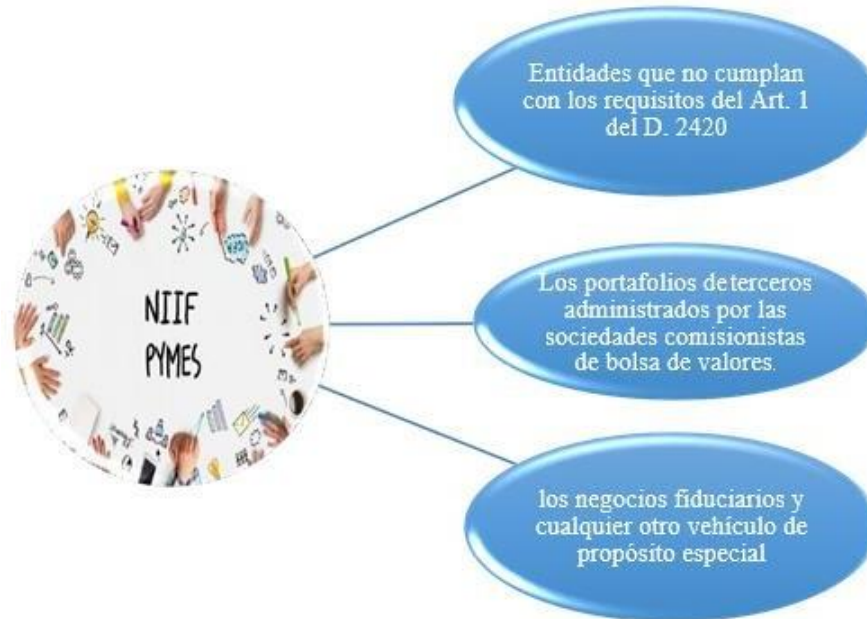 NIIF
PYMES
Entidades que no cumplan
con los requisitos del Art. 1
del D. 2420
Los portafolios de terceros
administrados por las
sociedades comisionistas
de bolsa de valores.
los negocios fiduciarios y
cualquier otro vehículo de
propósito especial